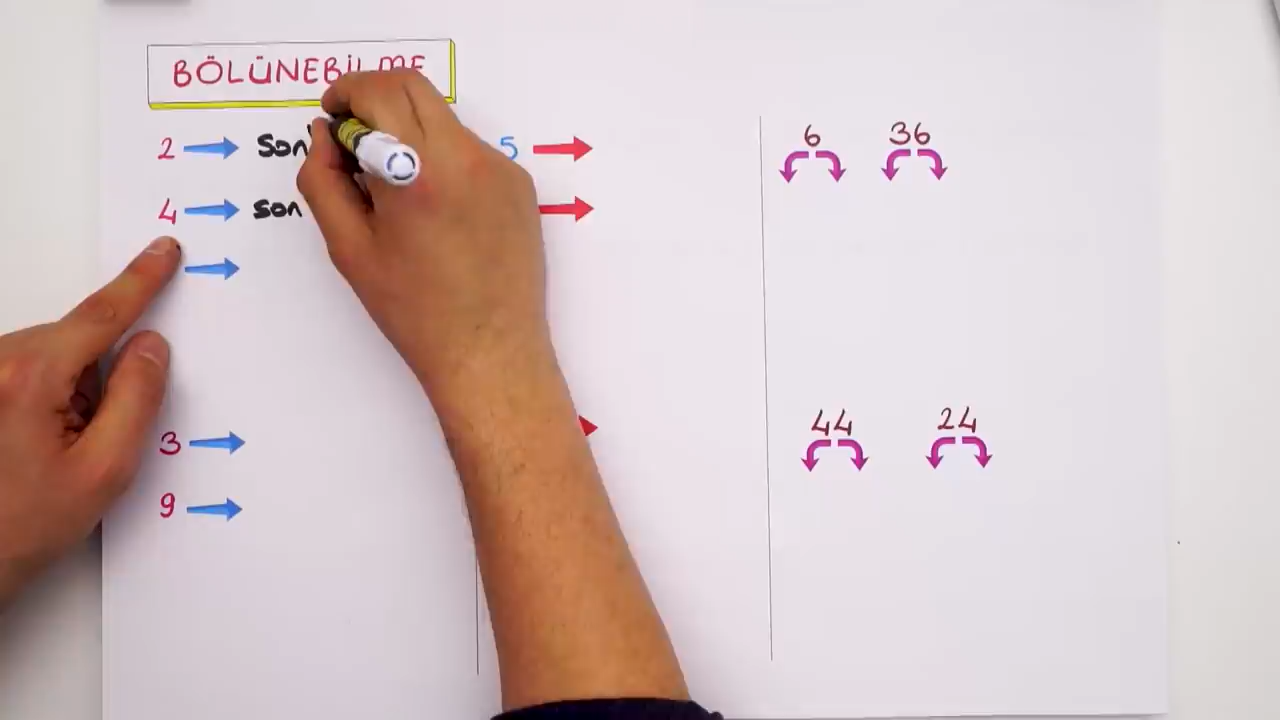 BÖLÜNEBİLME
2 → Son
4 → son
→
3 →
9 →
5 →
→
6 36
44 24